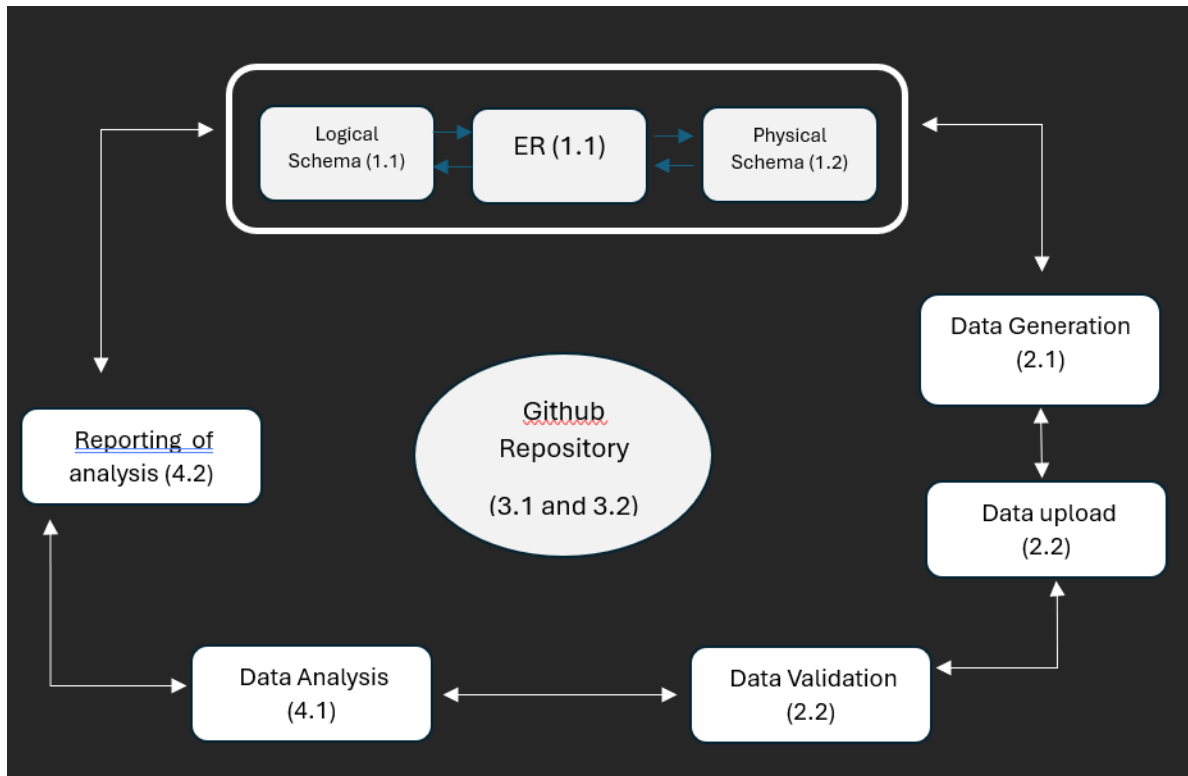 Logical
Schema (1.1)
ER (1.1)
Physical
Schema (1.2)
Data Generation
(2.1)
Data upload
(2.2)
Data Validation
(2.2)
Data Analysis
(4.1)
Reporting of
analysis (4.2)
Github
Repository
(3.1 and 3.2)